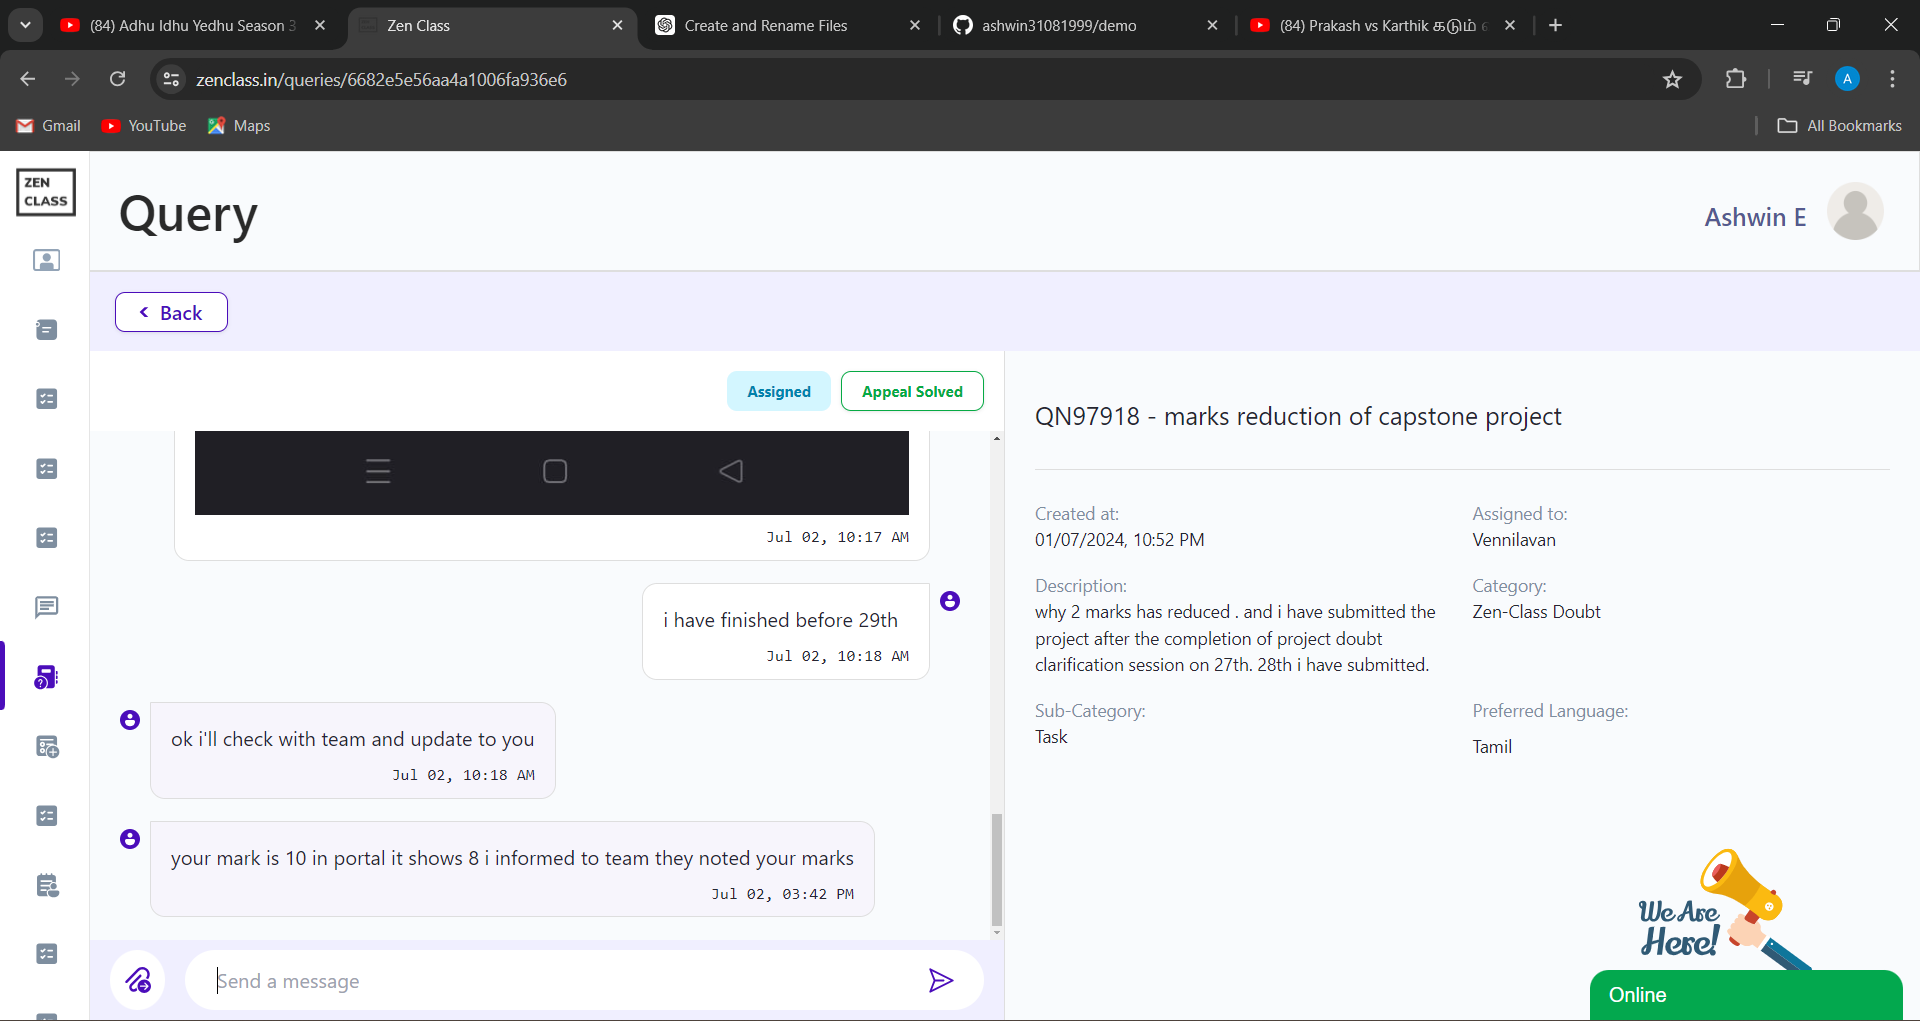 (84) Adhu Idhu Yedhu Season 3
Zen Class
Create and Rename Files
ashwin31081999/demo
(84) Prakash vs Karthik கடும்
zenclass.in/queries/6682e5e56aa4a1006fa936e6
A
Gmail
YouTube
Maps
All Bookmarks
ZEN
CLASS
Query
Ashwin E
Back
Assigned
Appeal Solved
Jul 02, 10:17 AM
i have finished before 29th
Jul 02, 10:18 AM
ok i'll check with team and update to you
Jul 02, 10:18 AM
your mark is 10 in portal it shows 8 i informed to team they noted your marks
Jul 02, 03:42 PM
Send a message
QN97918 - marks reduction of capstone project
Created at:
01/07/2024, 10:52 PM
Assigned to:
Vennilavan
Description:
why 2 marks has reduced . and i have submitted the
project after the completion of project doubt
clarification session on 27th. 28th i have submitted.
Category:
Zen-Class Doubt
Sub-Category:
Task
Preferred Language:
Tamil
We Are
Here!
Online